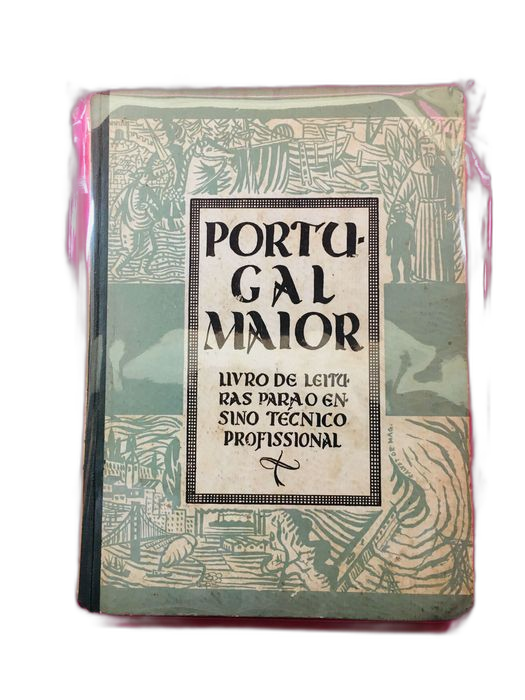 PORTU-
GAL
MAIOR
LIVRO DE LEITU-
RAS PARA O EN-
SINO TÉCNICO
PROFISSIONAL